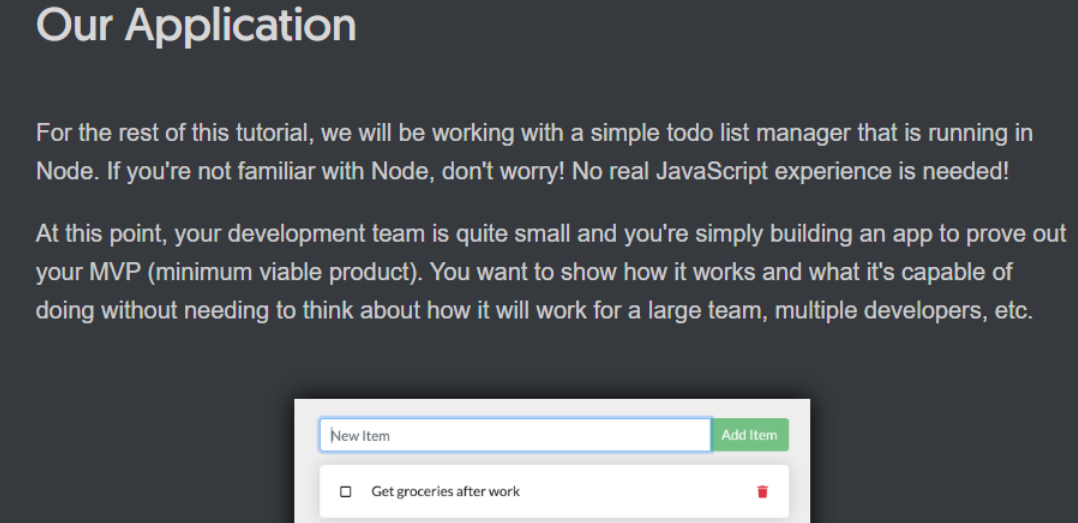 Our Application
For the rest of this tutorial, we will be working with a simple todo list manager that is running in
Node. If you're not familiar with Node, don't worry! No real JavaScript experience is needed!
At this point, your development team is quite small and you're simply building an app to prove out
your MVP (minimum viable product). You want to show how it works and what it's capable of
doing without needing to think about how it will work for a large team, multiple developers, etc.
New Item
Add Item
Get groceries after work